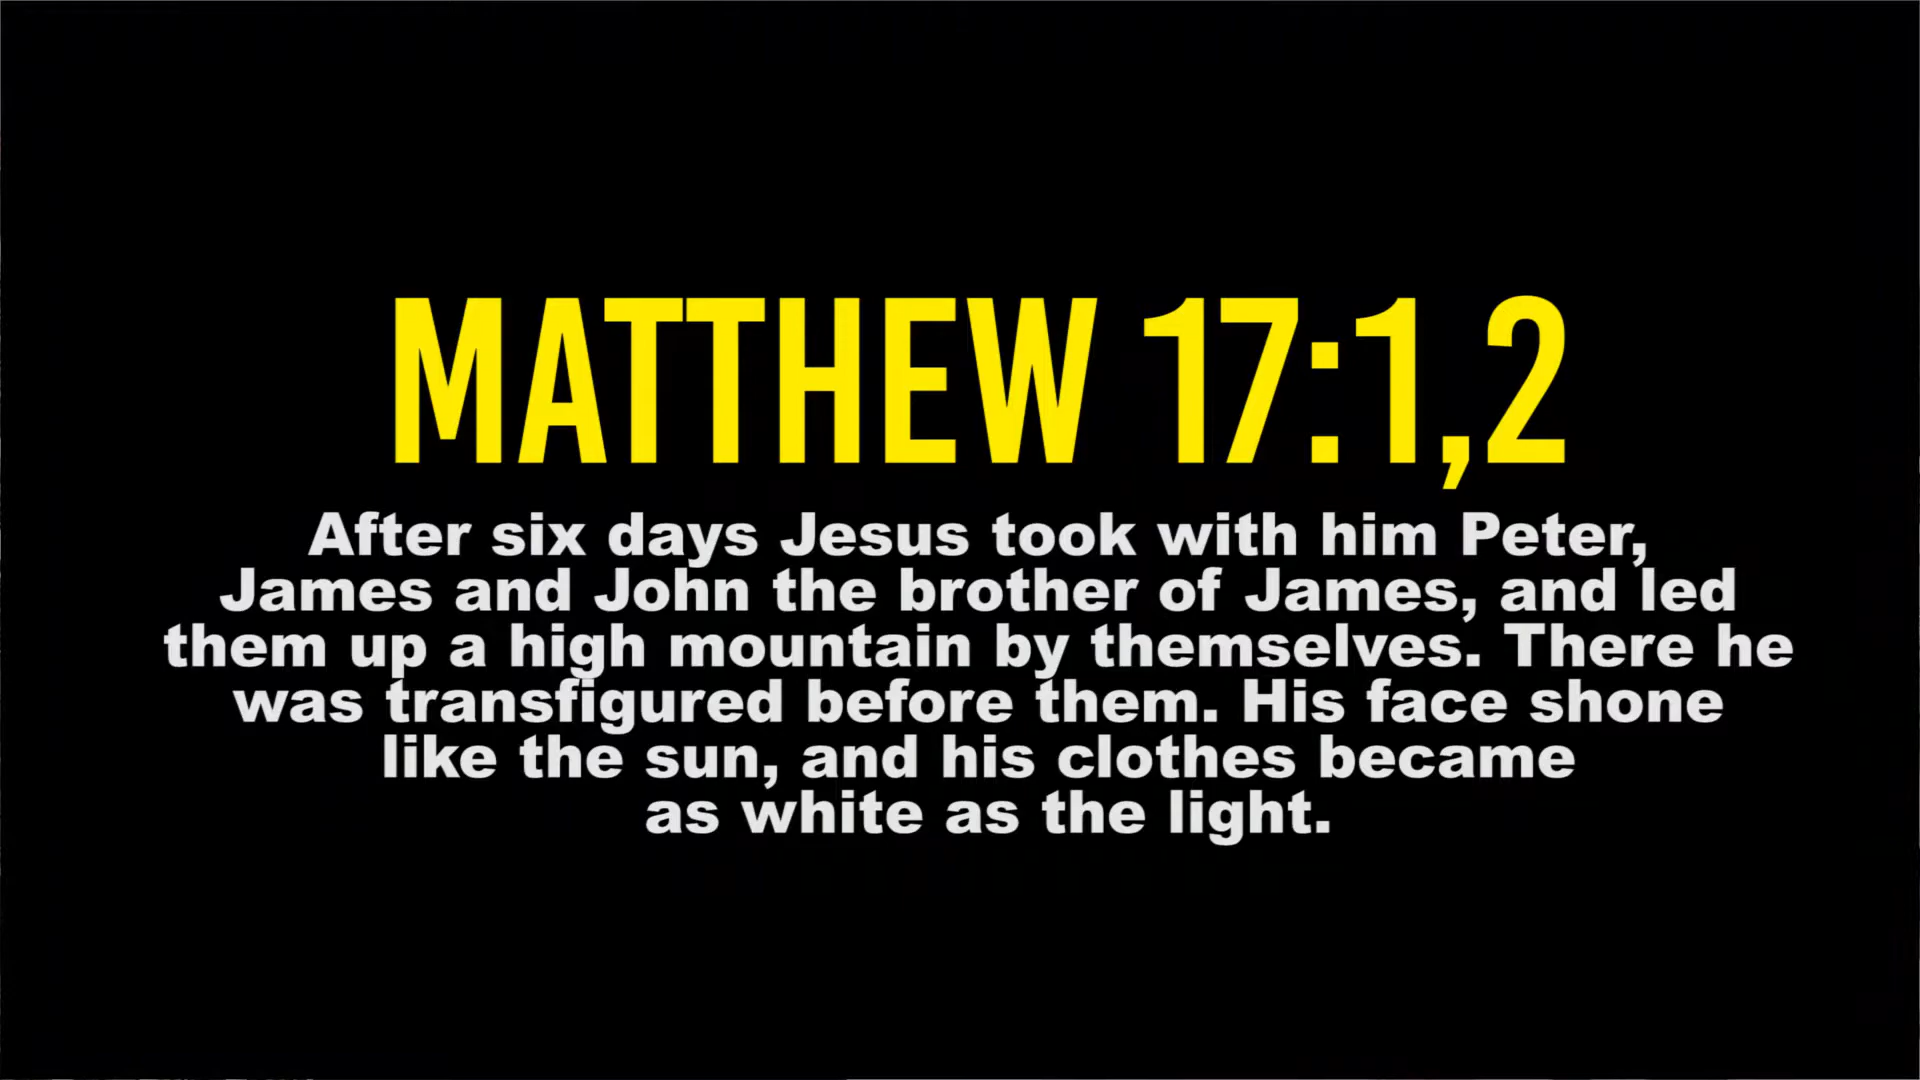 MATTHEW 17:1,2
After six days Jesus took with him Peter,
James and John the brother of James, and led
them up a high mountain by themselves. There he
was transfigured before them. His face shone
like the sun, and his clothes became
as white as the light.